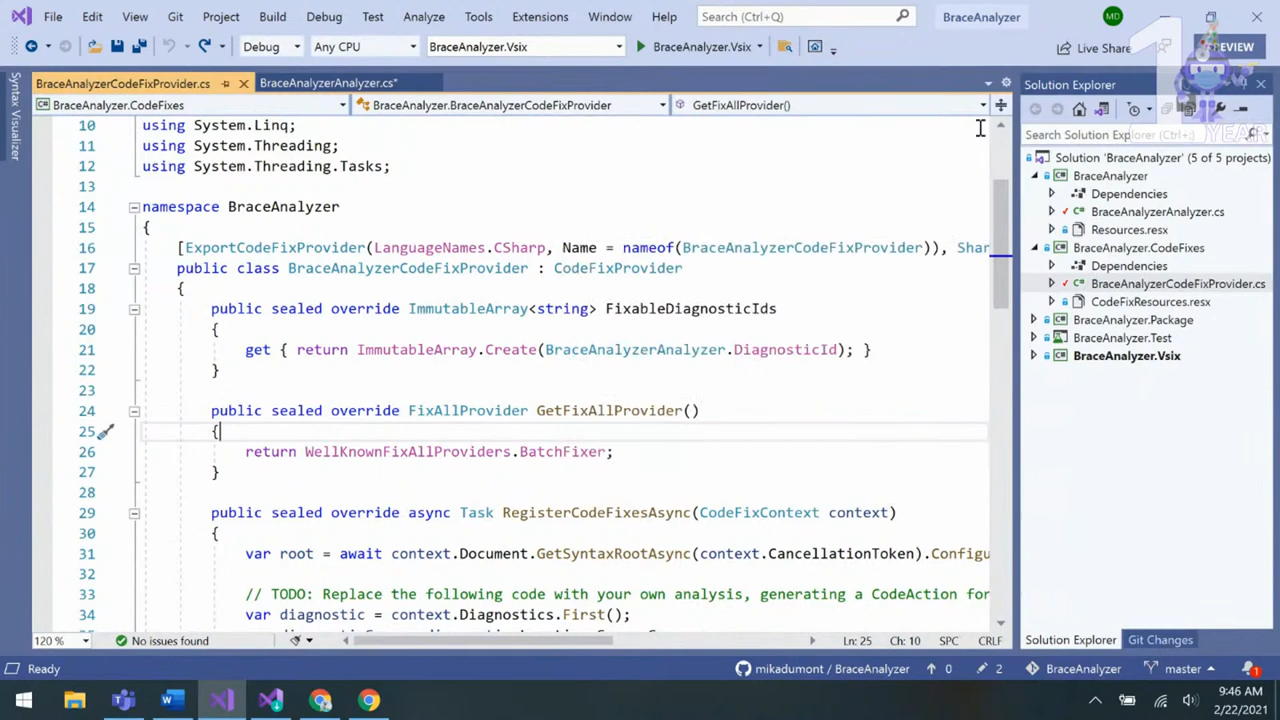 File Edit View Git Project Build Debug Test Analyze Tools Extensions Window Help Search (Ctrl+Q) BraceAnalyzer MD
Debug Any CPU BraceAnalyzer.Vsix BraceAnalyzer.Vsix Live Share PREVIEW
Syntax Visualizer
BraceAnalyzerCodeFixProvider.cs BraceAnalyzerAnalyzer.cs*
BraceAnalyzer.CodeFixes BraceAnalyzer.BraceAnalyzerCodeFixProvider GetFixAllProvider()
10 using System.Linq;
11 using System.Threading;
12 using System.Threading.Tasks;
13
14 namespace BraceAnalyzer
15 {
16 [ExportCodeFixProvider(LanguageNames.CSharp, Name = nameof(BraceAnalyzerCodeFixProvider)), Shar
17 public class BraceAnalyzerCodeFixProvider : CodeFixProvider
18 {
19 public sealed override ImmutableArray<string> FixableDiagnosticIds
20 {
21 get { return ImmutableArray.Create(BraceAnalyzerAnalyzer.DiagnosticId); }
22 }
23
24 public sealed override FixAllProvider GetFixAllProvider()
25 {
26 return WellKnownFixAllProviders.BatchFixer;
27 }
28
29 public sealed override async Task RegisterCodeFixesAsync(CodeFixContext context)
30 {
31 var root = await context.Document.GetSyntaxRootAsync(context.CancellationToken).Configu
32
33 // TODO: Replace the following code with your own analysis, generating a CodeAction for
34 var diagnostic = context.Diagnostics.First();
120 % No issues found Ln: 25 Ch: 10 SPC CRLF
Solution Explorer
1 YEAR
Search Solution Explorer (Ctrl+;)
Solution 'BraceAnalyzer' (5 of 5 projects)
BraceAnalyzer
Dependencies
BraceAnalyzerAnalyzer.cs
Resources.resx
BraceAnalyzer.CodeFixes
Dependencies
BraceAnalyzerCodeFixProvider.cs
CodeFixResources.resx
BraceAnalyzer.Package
BraceAnalyzer.Test
BraceAnalyzer.Vsix
Solution Explorer Git Changes
Ready mikadumont / BraceAnalyzer 0 2 BraceAnalyzer master 1
9:46 AM
2/22/2021